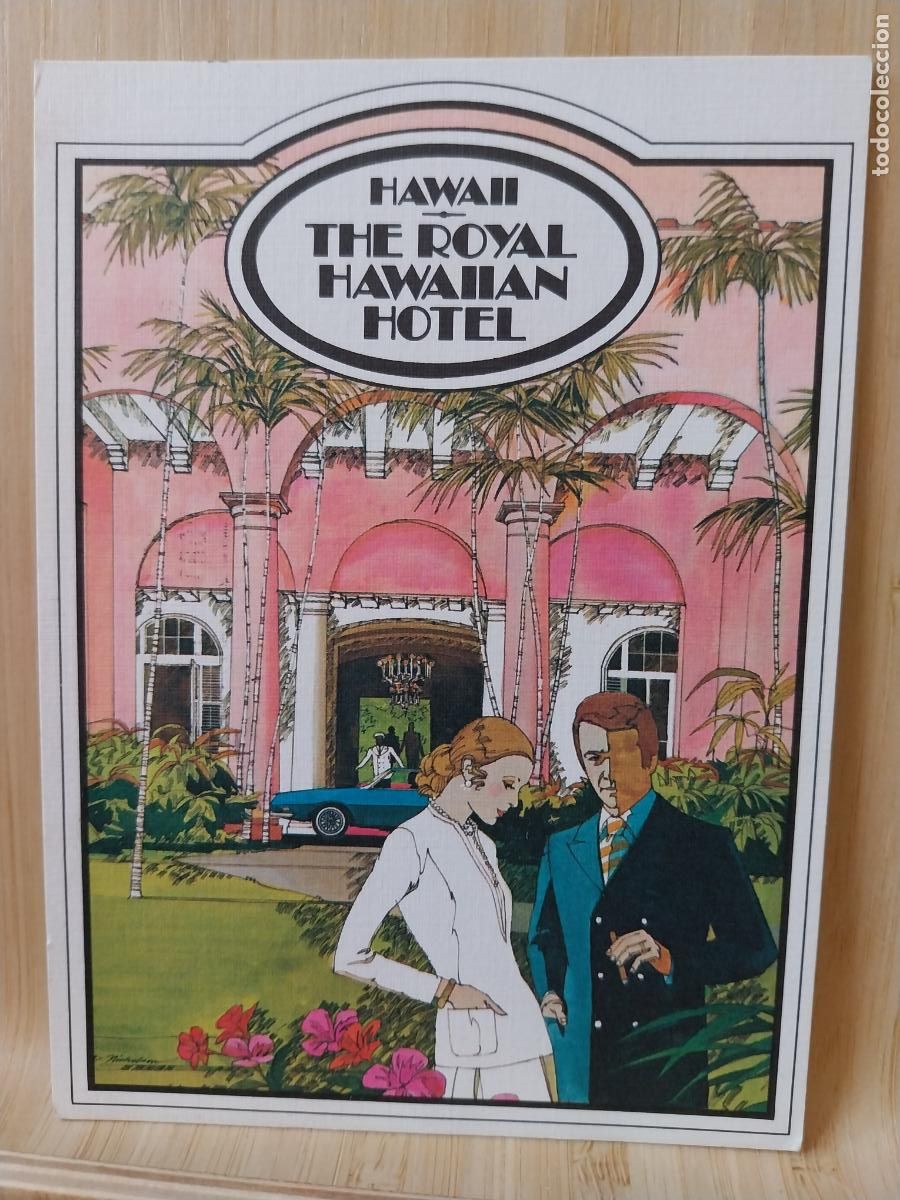 HAWAII
THE ROYAL
HAWAIIAN
HOTEL
todocoleccion